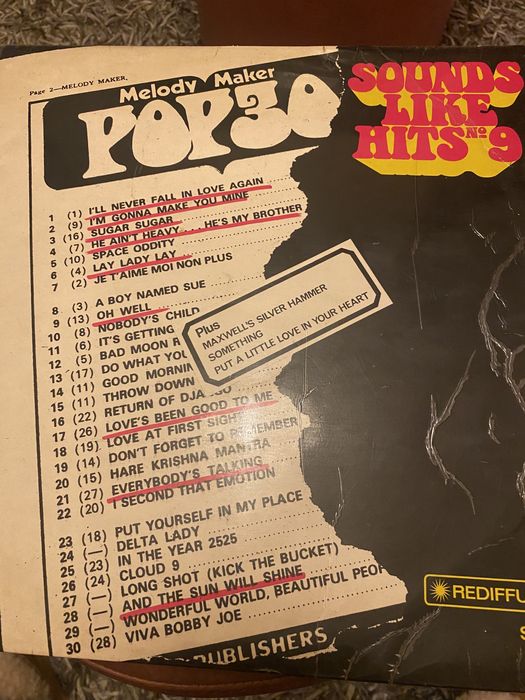 Page 2—MELODY MAKER.
Melody Maker
POP 30
SOUNDS
LIKE
HITS No 9
1 (1) I'LL NEVER FALL IN LOVE AGAIN
2 (9) I'M GONNA MAKE YOU MINE
3 (16) SUGAR SUGAR
4 (7) HE AIN'T HEAVY . . . HE'S MY BROTHER
5 (10) SPACE ODDITY
6 (4) LAY LADY LAY
7 (2) JE T'AIME MOI NON PLUS
8 (3) A BOY NAMED SUE
9 (13) OH WELL
10 (8) NOBODY'S CHILD
11 (6) IT'S GETTING
12 (5) BAD MOON R
13 (17) DO WHAT YOU
14 (11) GOOD MORNIN
15 (11) THROW DOWN
16 (22) RETURN OF DJANGO
17 (26) LOVE'S BEEN GOOD TO ME
18 (19) LOVE AT FIRST SIGHT
19 (14) DON'T FORGET TO REMEMBER
20 (15) HARE KRISHNA MANTRA
21 (27) EVERYBODY'S TALKING
22 (20) I SECOND THAT EMOTION
23 (18) PUT YOURSELF IN MY PLACE
24 (—) DELTA LADY
25 (23) IN THE YEAR 2525
26 (24) CLOUD 9
27 (—) LONG SHOT (KICK THE BUCKET)
28 (—) AND THE SUN WILL SHINE
29 (—) WONDERFUL WORLD, BEAUTIFUL PEOP
30 (28) VIVA BOBBY JOE
Plus
MAXWELL'S SILVER HAMMER
SOMETHING
PUT A LITTLE LOVE IN YOUR HEART
REDIFFU
S
PUBLISHERS